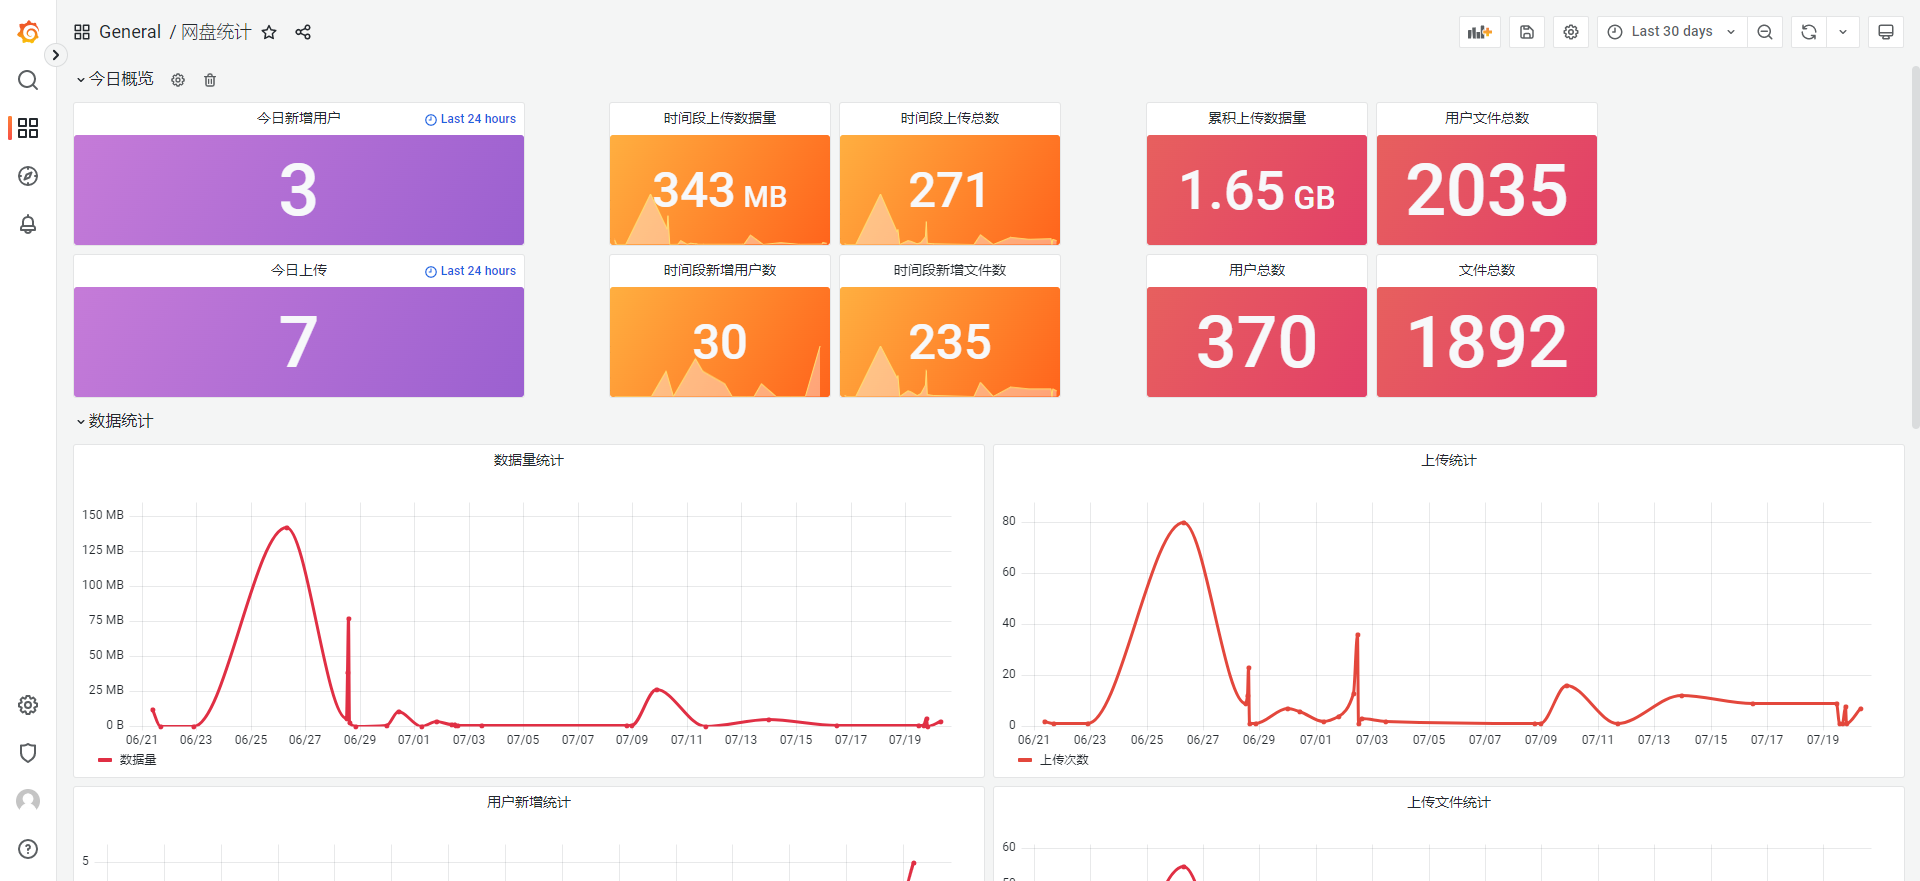 General / 网盘统计
Last 30 days
今日概览
今日新增用户
Last 24 hours
3
时间段上传数据量
343 MB
时间段上传总数
271
累积上传数据量
1.65 GB
用户文件总数
2035
今日上传
Last 24 hours
7
时间段新增用户数
30
时间段新增文件数
235
用户总数
370
文件总数
1892
数据统计
数据量统计
150 MB
125 MB
100 MB
75 MB
50 MB
25 MB
0 B
06/21 06/23 06/25 06/27 06/29 07/01 07/03 07/05 07/07 07/09 07/11 07/13 07/15 07/17 07/19
数据量
上传统计
80
60
40
20
0
06/21 06/23 06/25 06/27 06/29 07/01 07/03 07/05 07/07 07/09 07/11 07/13 07/15 07/17 07/19
上传次数
用户新增统计
5
上传文件统计
60